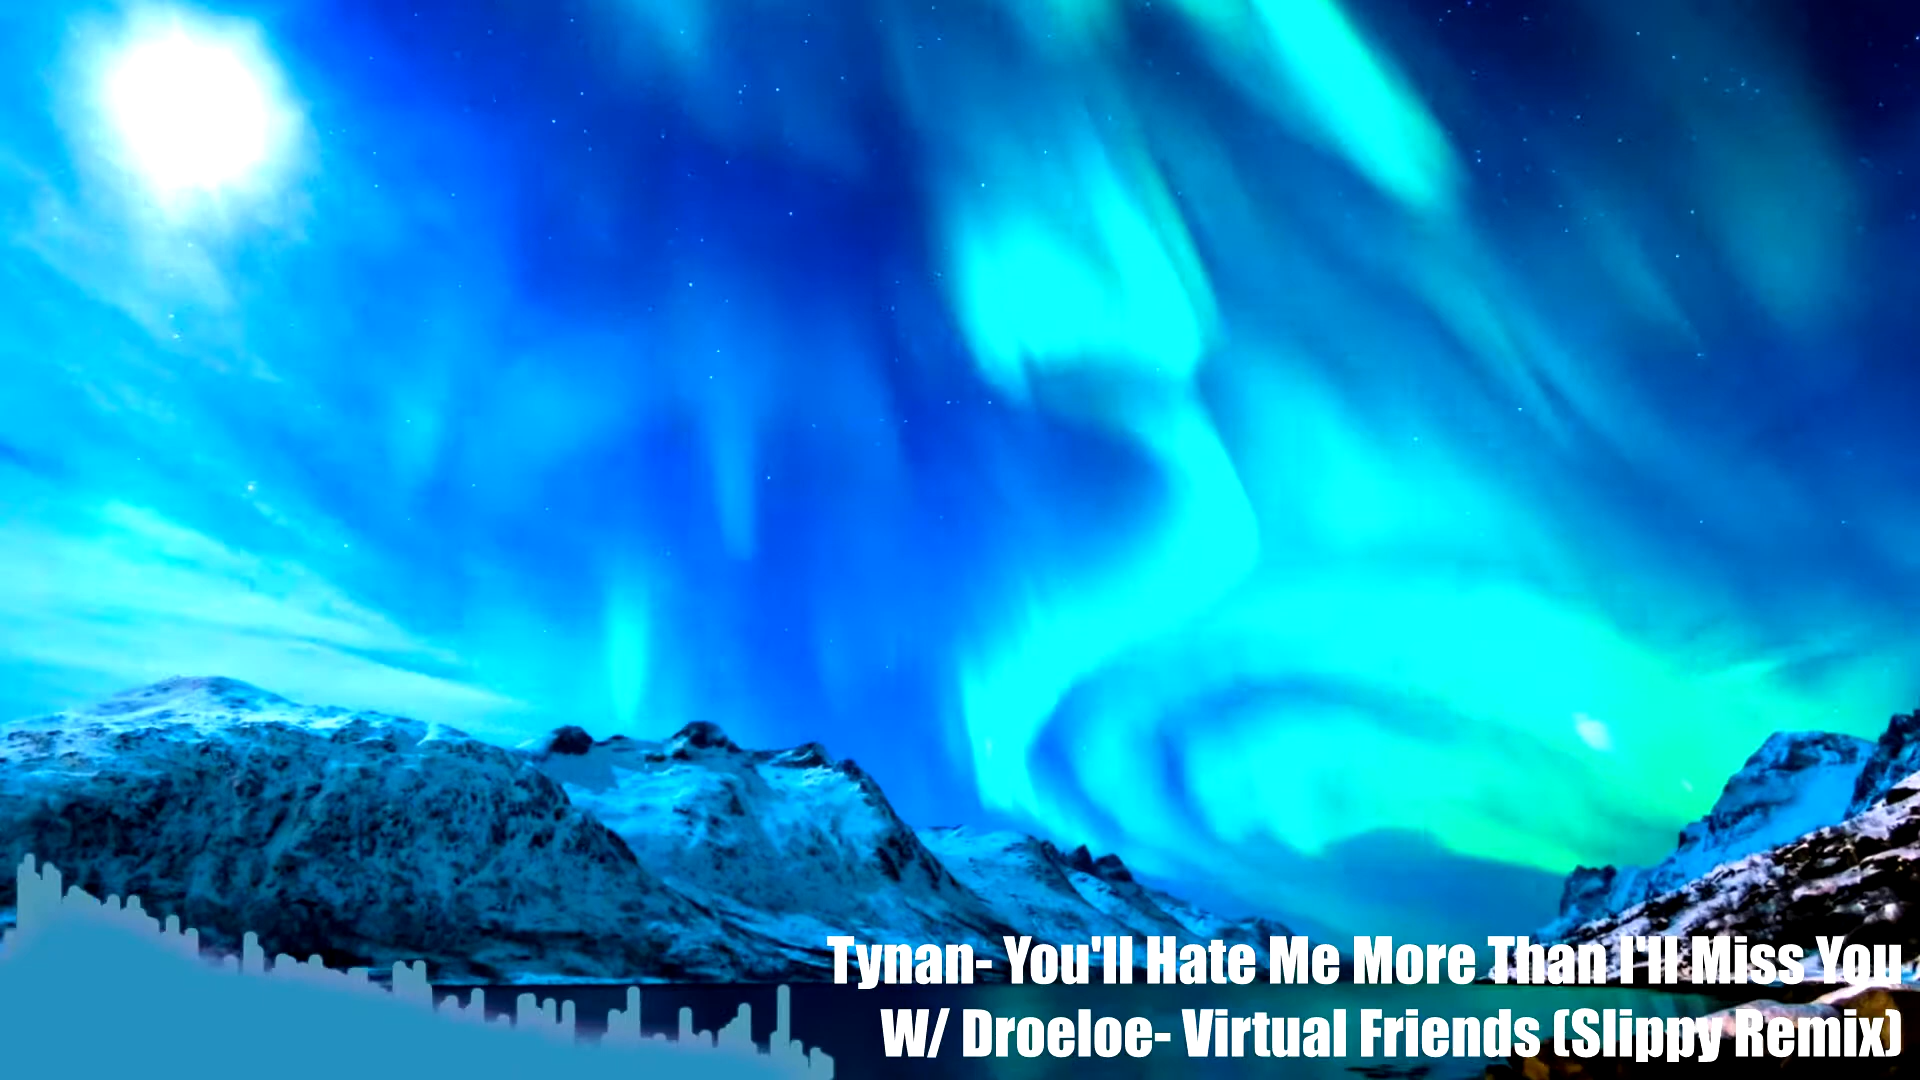 Tynan- You'll Hate Me More Than I'll Miss You
W/ Droeloe- Virtual Friends (Slippy Remix)